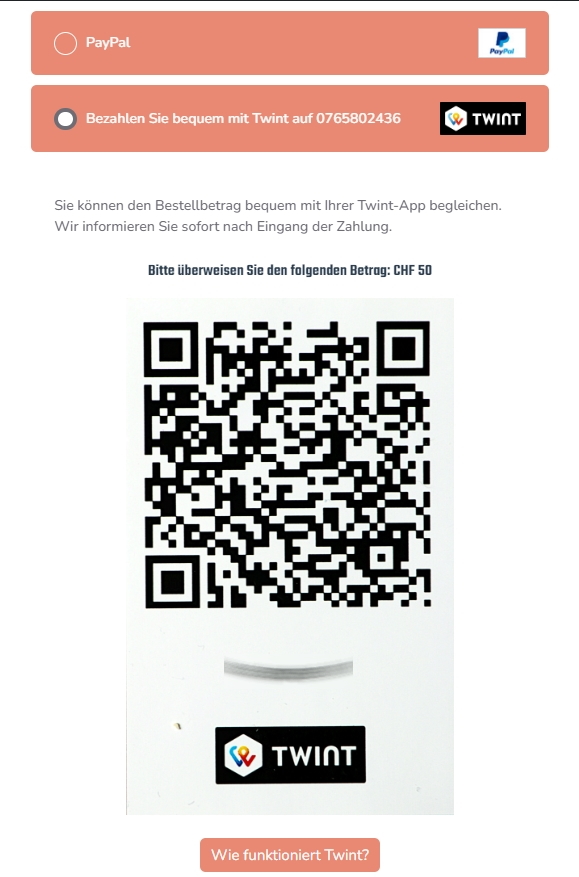 PayPal
PayPal
Bezahlen Sie bequem mit Twint auf 0765802436
TWINT
Sie können den Bestellbetrag bequem mit Ihrer Twint-App begleichen.
Wir informieren Sie sofort nach Eingang der Zahlung.
Bitte überweisen Sie den folgenden Betrag: CHF 50
TWINT
Wie funktioniert Twint?